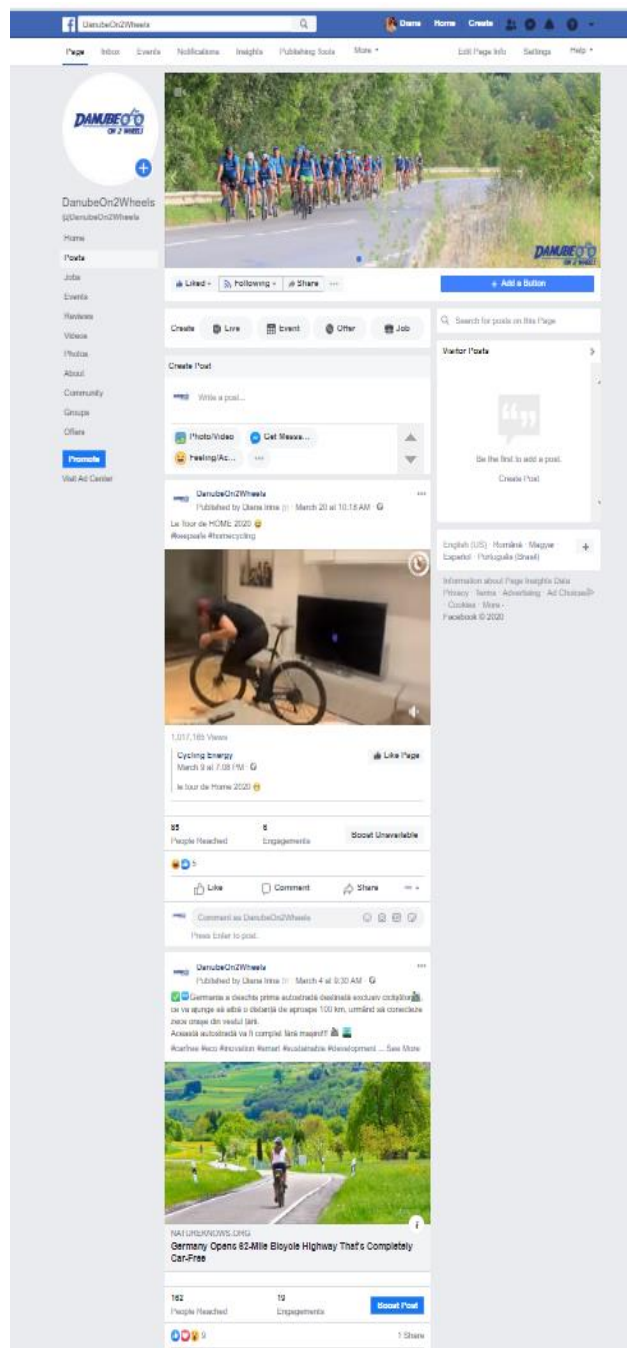 DanubeOn2Wheels
Diana Home Create
Page Inbox Events Notifications Insights Publishing Tools More Edit Page Info Settings Help
DANUBE
ON 2 WHEELS
DanubeOn2Wheels
@DanubeOn2Wheels
Home
Posts
Jobs
Events
Reviews
Videos
Photos
About
Community
Groups
Offers
Promote
Visit Ad Center
DANUBE
ON 2 WHEELS
Liked Following Share ...
+ Add a Button
Create Live Event Offer Job
Create Post
Write a post...
Photo/Video Get Messa...
Feeling/Ac... ...
Search for posts on this Page
Visitor Posts
Be the first to add a post.
Create Post
English (US) · Română · Magyar
Español · Português (Brasil)
Information about Page Insights Data
Privacy · Terms · Advertising · Ad Choices
· Cookies · More
Facebook © 2020
DanubeOn2Wheels
Published by Diana Irina · March 20 at 10:18 AM ·
Le Tour de HOME 2020 😅
#keepsafe #homecycling
1,017,165 Views
Cycling Energy
March 9 at 7:08 PM ·
Like Page
le tour de Home 2020
85
People Reached
6
Engagements
Boost Unavailable
5
Like Comment Share
Comment as DanubeOn2Wheels
Press Enter to post.
DanubeOn2Wheels
Published by Diana Irina · March 4 at 9:30 AM ·
Germania a deschis prima autostradă destinată exclusiv cicliștilor,
ce va ajunge să aibă o distanță de aproape 100 km, urmând să conecteze
zece orașe din vestul țării.
Această autostradă va fi complet fără mașini!!!
#carfree #eco #inovation #smart #sustainable #development ... See More
NATUREKNOWS.ORG
Germany Opens 62-Mile Bicycle Highway That's Completely
Car-Free
162
People Reached
19
Engagements
Boost Post
9
1 Share